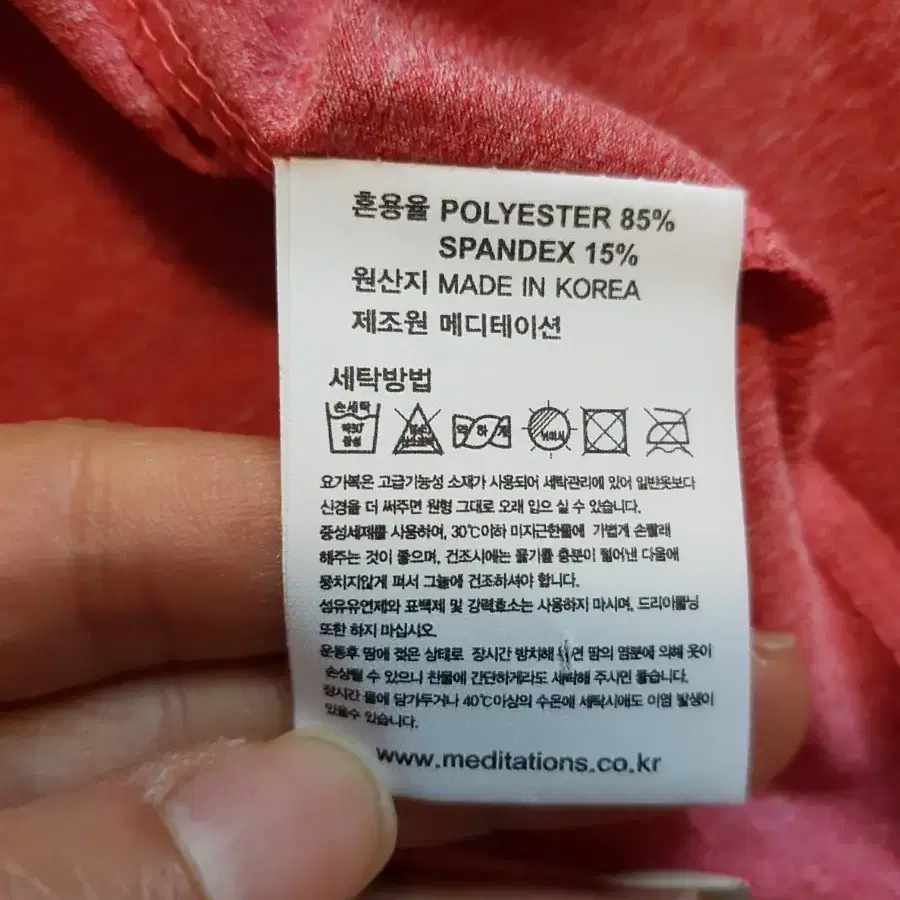 혼용율 POLYESTER 85%
SPANDEX 15%
원산지 MADE IN KOREA
제조원 메디테이션
세탁방법
손세탁
약30°
중성
약하게
요가복은 고급기능성 소재가 사용되어 세탁관리에 있어 일반옷보다
신경을 더 써주면 원형 그대로 오래 입으 실 수 있습니다.
중성세제를 사용하여, 30℃이하 미지근한물에 가볍게 손빨래
해주는 것이 좋으며, 건조시에는 물기를 충분이 털어낸 다음에
뭉치지않게 펴서 그늘에 건조하셔야 합니다.
섬유유연제와 표백제 및 강력효소는 사용하지 마시며, 드라이클닝
또한 하지 마십시오.
운동후 땀에 젖은 상태로 장시간 방치해 면 땀의 염분에 의해 옷이
손상될 수 있으니 찬물에 간단하게라도 세탁해 주시면 좋습니다.
장시간 물에 담가두거나 40℃이상의 수온에 세탁시에도 이염 발생이
있을수 있습니다.
www.meditations.co.kr